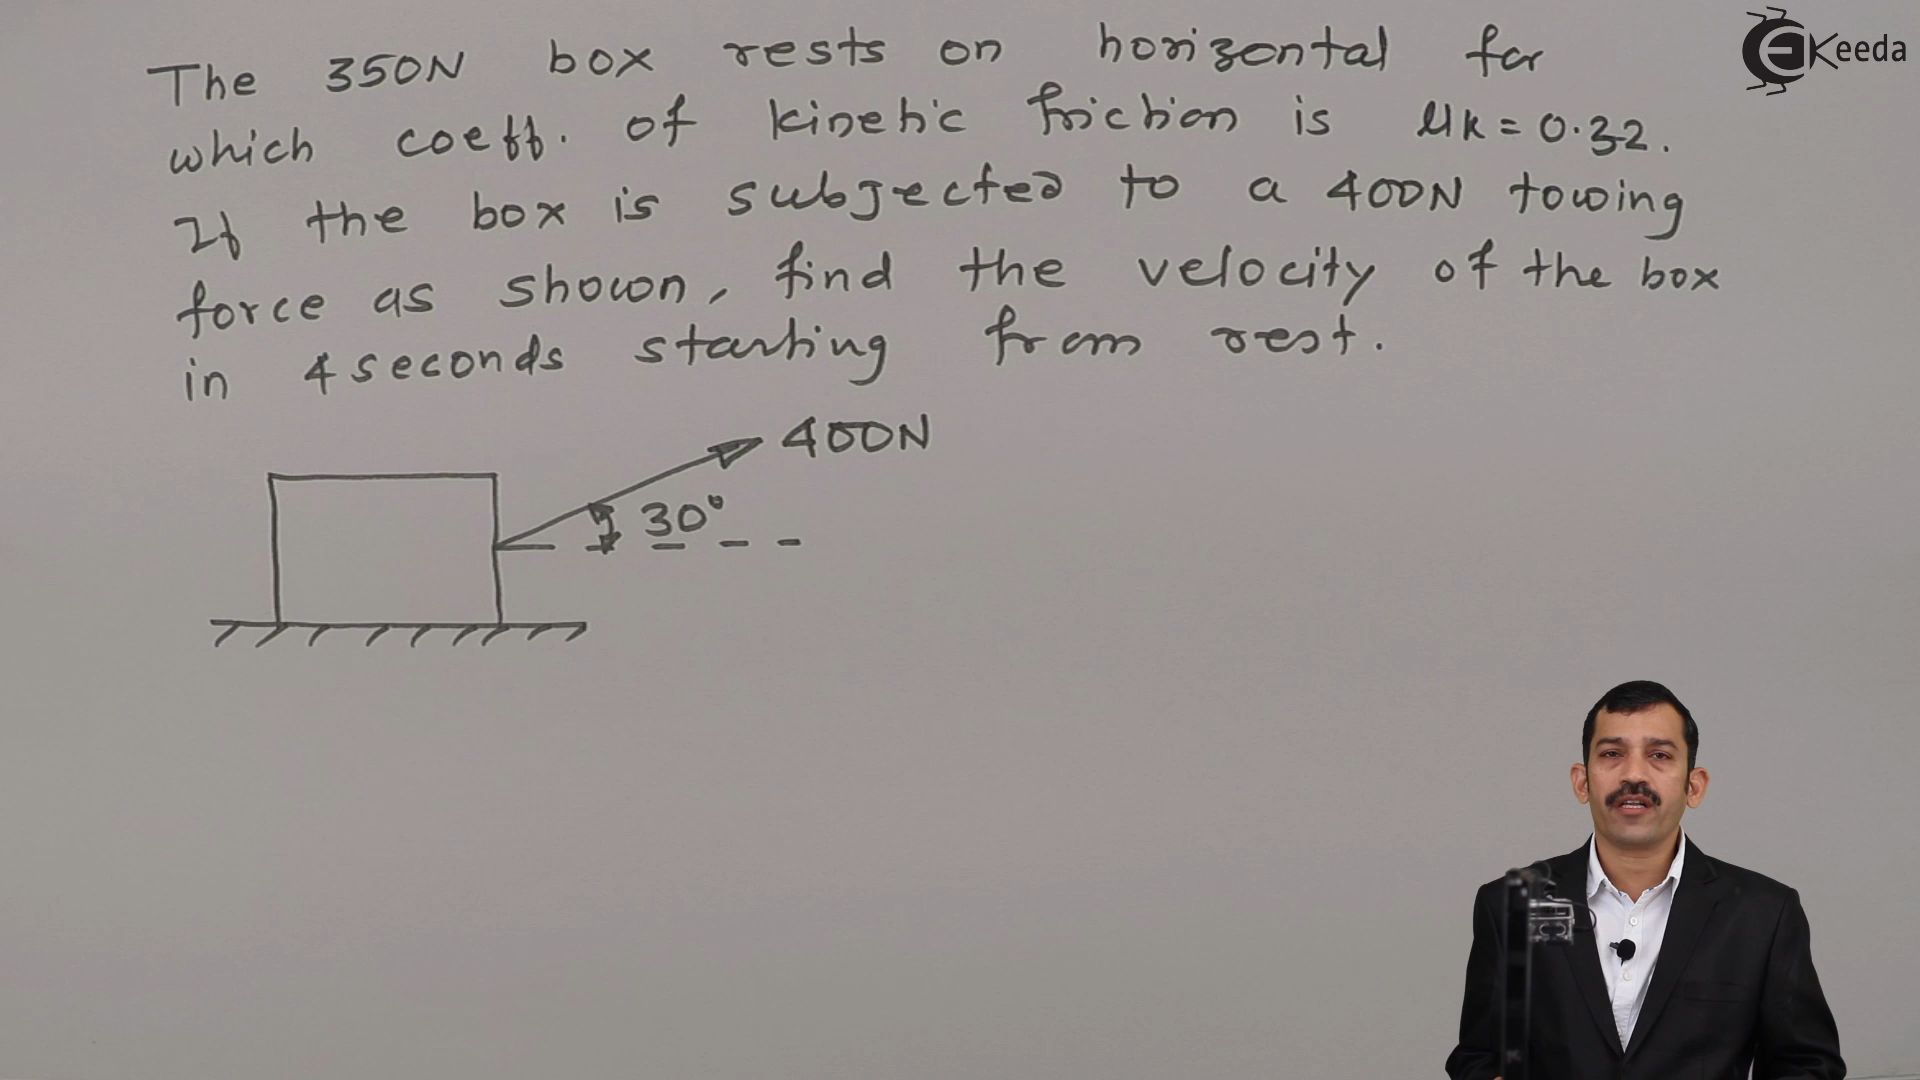 EKeeda
The 350N box rests on horizontal for
which coeff. of kinetic friction is μk = 0.32.
If the box is subjected to a 400N towing
force as shown, find the velocity of the box
in 4 seconds starting from rest.
400N
30°